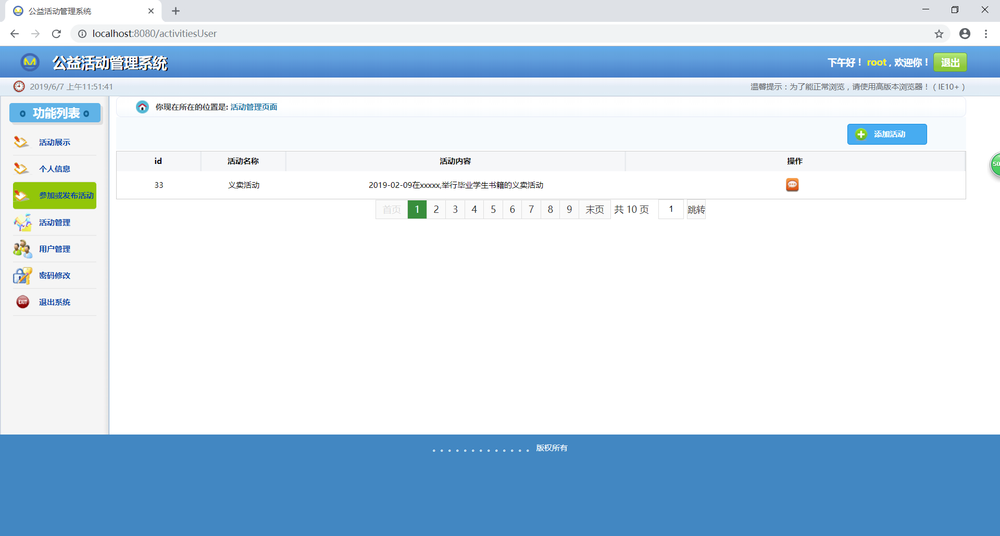 公益活动管理系统
localhost:8080/activitiesUser
公益活动管理系统
下午好！ root，欢迎你！ 退出
2019/6/7 上午11:51:41
温馨提示：为了能正常浏览，请使用高版本浏览器！（IE10+）
功能列表
你现在所在的位置是: 活动管理页面
添加活动
活动展示
个人信息
参加或发布活动
活动管理
用户管理
密码修改
EXIT 退出系统
id 活动名称 活动内容 操作
33 义卖活动 2019-02-09在xxxxx,举行毕业学生书籍的义卖活动
首页 1 2 3 4 5 6 7 8 9 末页 共 10 页 1 跳转
50
。。。。。。。。。。。。。 版权所有